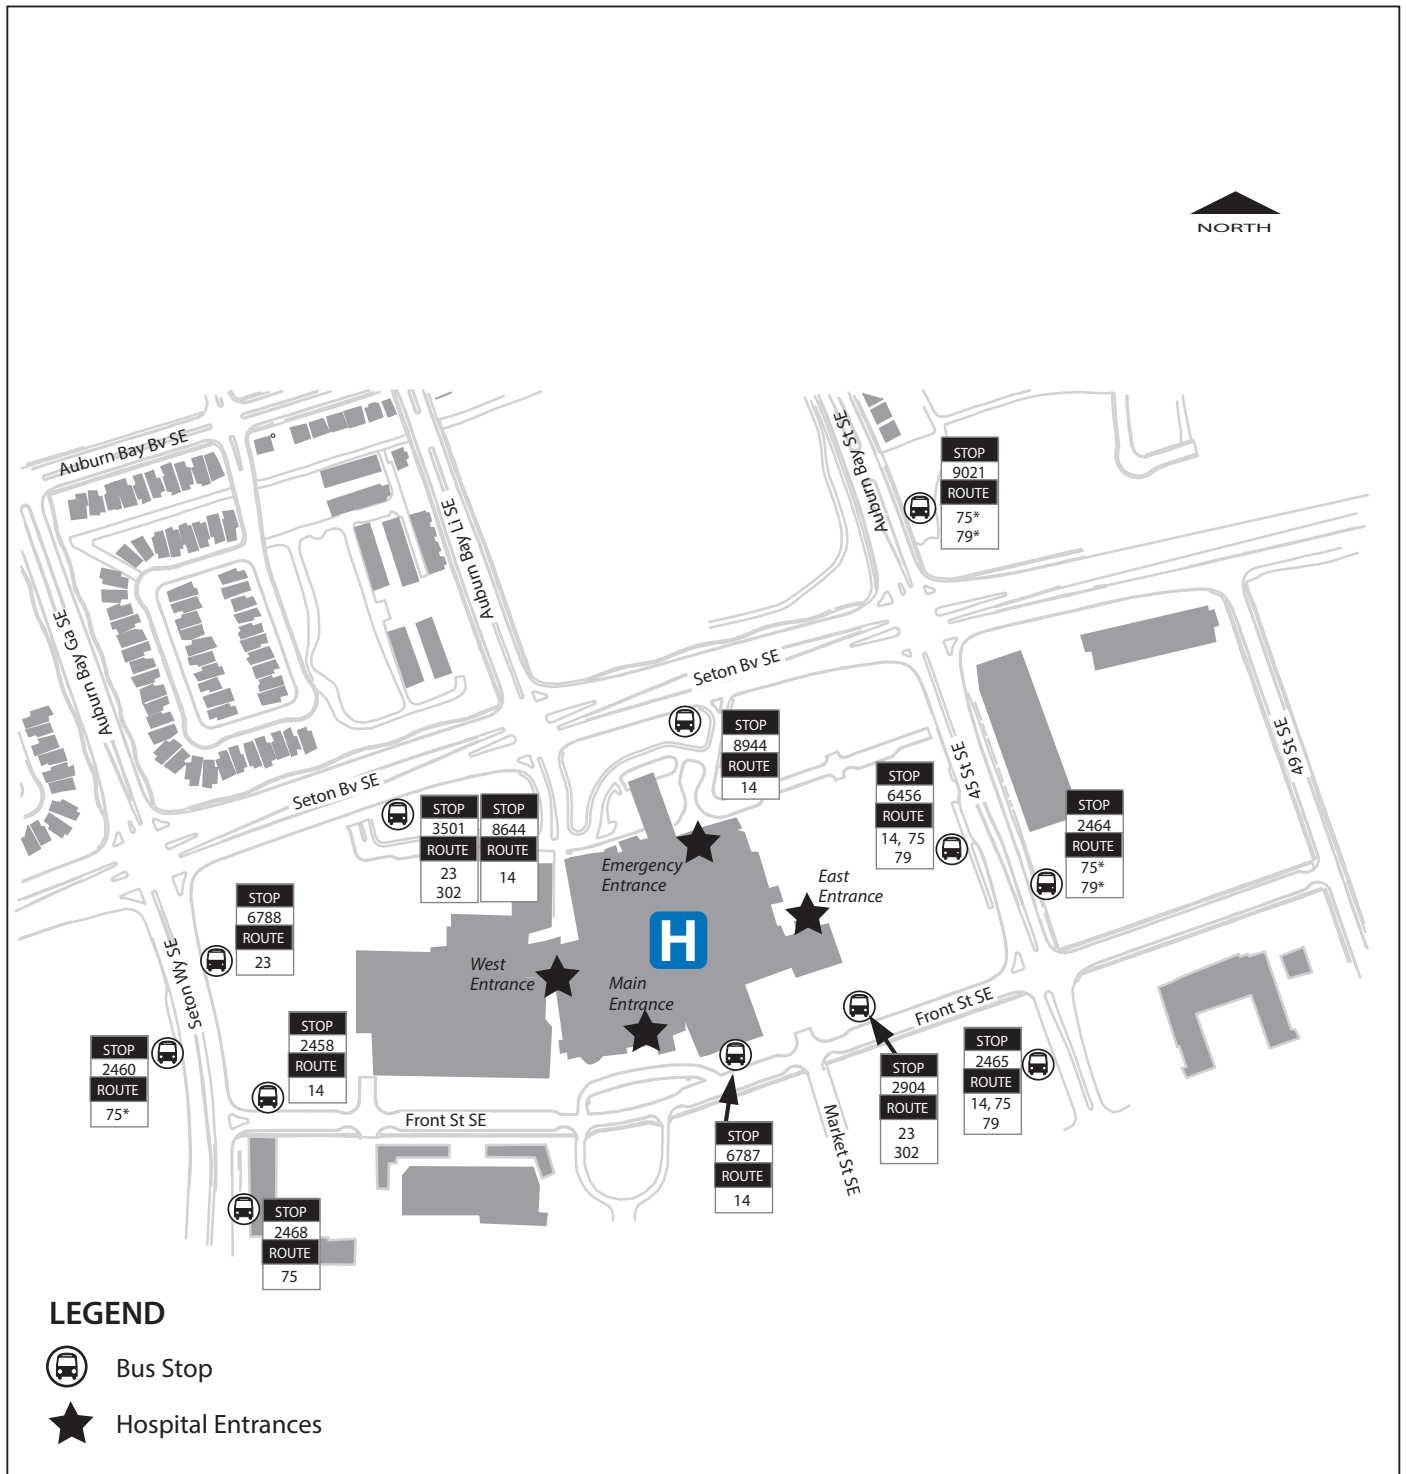 NORTH
Auburn Bay Bv SE
Auburn Bay Li SE
Auburn Bay St SE
STOP
9021
ROUTE
75*
79*
Auburn Bay Ga SE
Seton Bv SE
Seton Bv SE
STOP
8944
ROUTE
14
45 St SE
49 St SE
STOP
3501
ROUTE
23
302
STOP
8644
ROUTE
14
STOP
6456
ROUTE
14, 75
79
STOP
2464
ROUTE
75*
79*
Emergency
Entrance
East
Entrance
H
West
Entrance
Main
Entrance
STOP
6788
ROUTE
23
Seton Wy SE
STOP
2460
ROUTE
75*
STOP
2458
ROUTE
14
Front St SE
Front St SE
STOP
6787
ROUTE
14
Market St SE
STOP
2904
ROUTE
23
302
STOP
2465
ROUTE
14, 75
79
STOP
2468
ROUTE
75
LEGEND
Bus Stop
Hospital Entrances